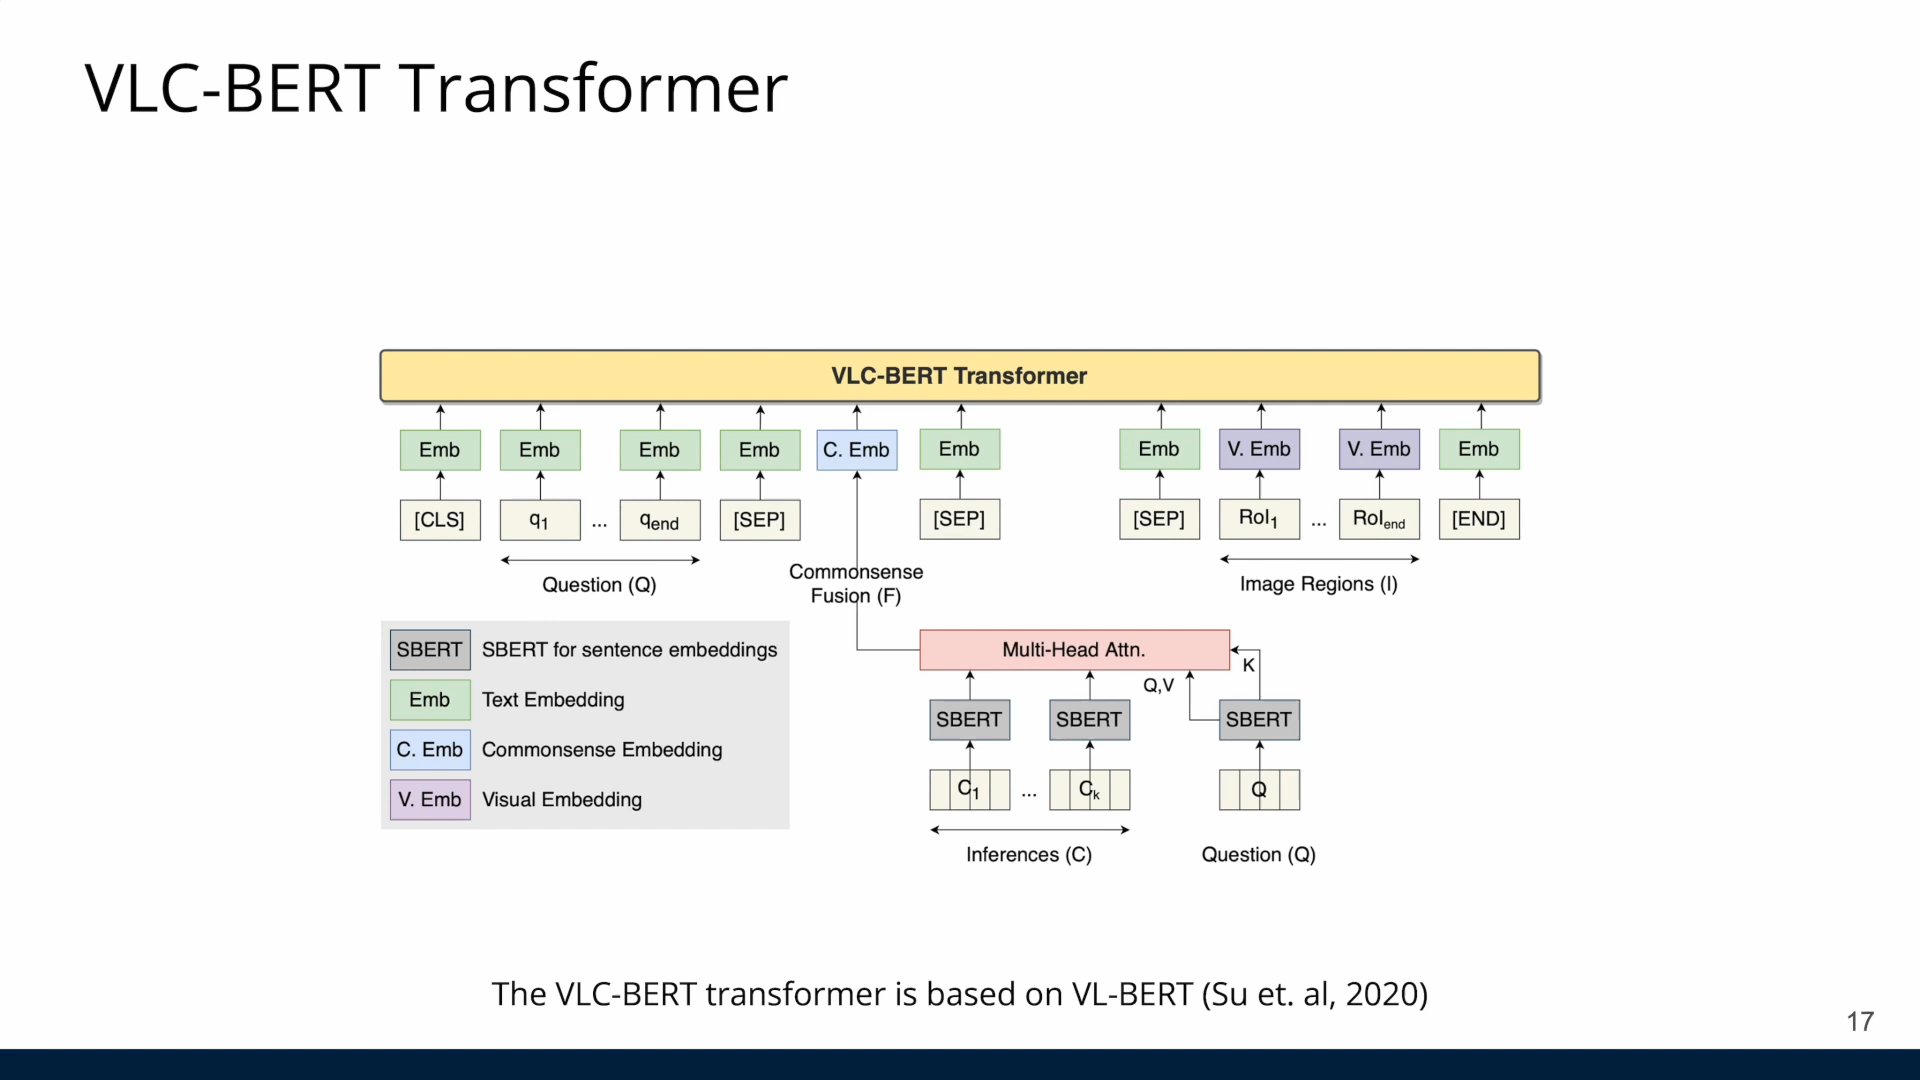 VLC-BERT Transformer
VLC-BERT Transformer
Emb Emb Emb Emb C. Emb Emb Emb V. Emb V. Emb Emb
[CLS] q1 ... qend [SEP] [SEP] [SEP] RoI1 ... RoIend [END]
Question (Q)
Commonsense
Fusion (F)
Image Regions (I)
SBERT SBERT for sentence embeddings
Emb Text Embedding
C. Emb Commonsense Embedding
V. Emb Visual Embedding
Multi-Head Attn.
K
Q,V
SBERT SBERT SBERT
C1 ... Ck Q
Inferences (C) Question (Q)
The VLC-BERT transformer is based on VL-BERT (Su et. al, 2020)
17